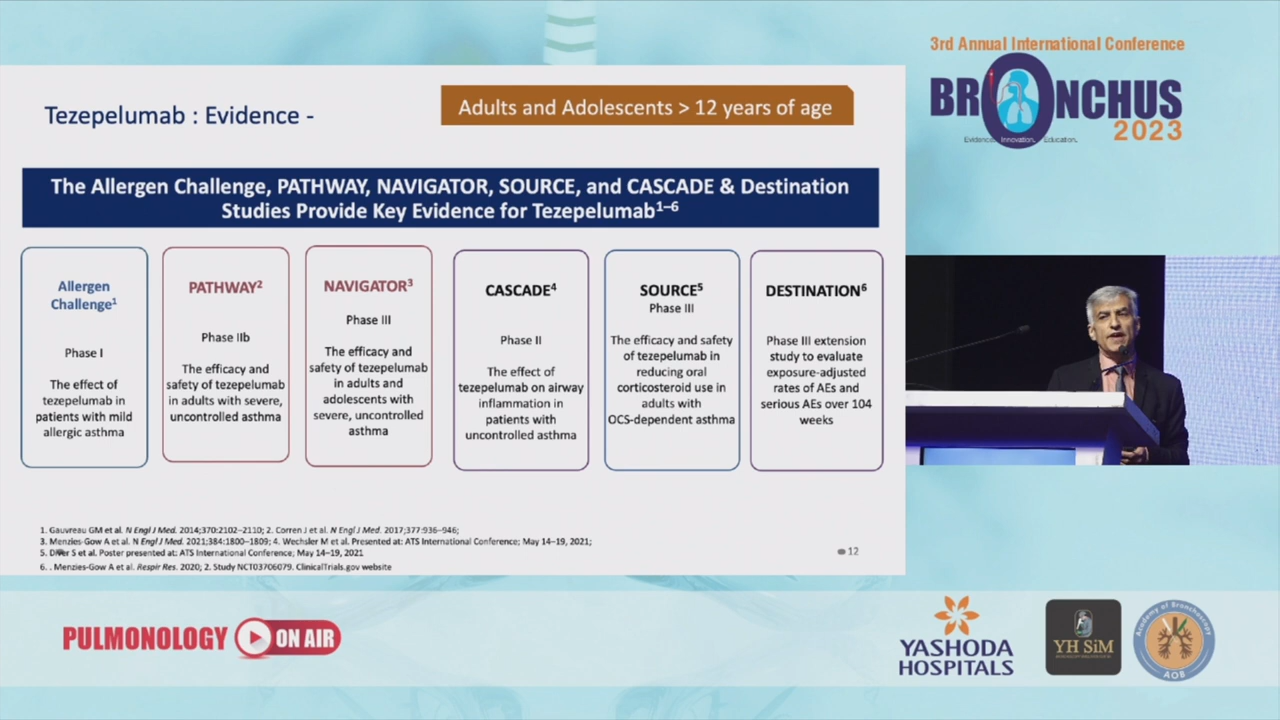 3rd Annual International Conference
BRONCHUS
2023
Evidence. Innovation. Education.
Tezepelumab : Evidence -
Adults and Adolescents > 12 years of age
The Allergen Challenge, PATHWAY, NAVIGATOR, SOURCE, and CASCADE & Destination
Studies Provide Key Evidence for Tezepelumab1–6
Allergen
Challenge1
Phase I
The effect of
tezepelumab in
patients with mild
allergic asthma
PATHWAY2
Phase IIb
The efficacy and
safety of tezepelumab
in adults with severe,
uncontrolled asthma
NAVIGATOR3
Phase III
The efficacy and
safety of tezepelumab
in adults and
adolescents with
severe, uncontrolled
asthma
CASCADE4
Phase II
The effect of
tezepelumab on airway
inflammation in
patients with
uncontrolled asthma
SOURCE5
Phase III
The efficacy and safety
of tezepelumab in
reducing oral
corticosteroid use in
adults with
OCS-dependent asthma
DESTINATION6
Phase III extension
study to evaluate
exposure-adjusted
rates of AEs and
serious AEs over 104
weeks
1. Gauvreau GM et al. N Engl J Med. 2014;370:2102–2110; 2. Corren J et al. N Engl J Med. 2017;377:936–946;
3. Menzies-Gow A et al. N Engl J Med. 2021;384:1800–1809; 4. Wechsler M et al. Presented at: ATS International Conference; May 14–19, 2021;
5. S et al. Poster presented at: ATS International Conference; May 14–19, 2021
6. . Menzies-Gow A et al. Respir Res. 2020; 2. Study NCT03706079. ClinicalTrials.gov website
12
PULMONOLOGY ON AIR
YASHODA
HOSPITALS
YH SiM
Academy of Bronchoscopy
AOB